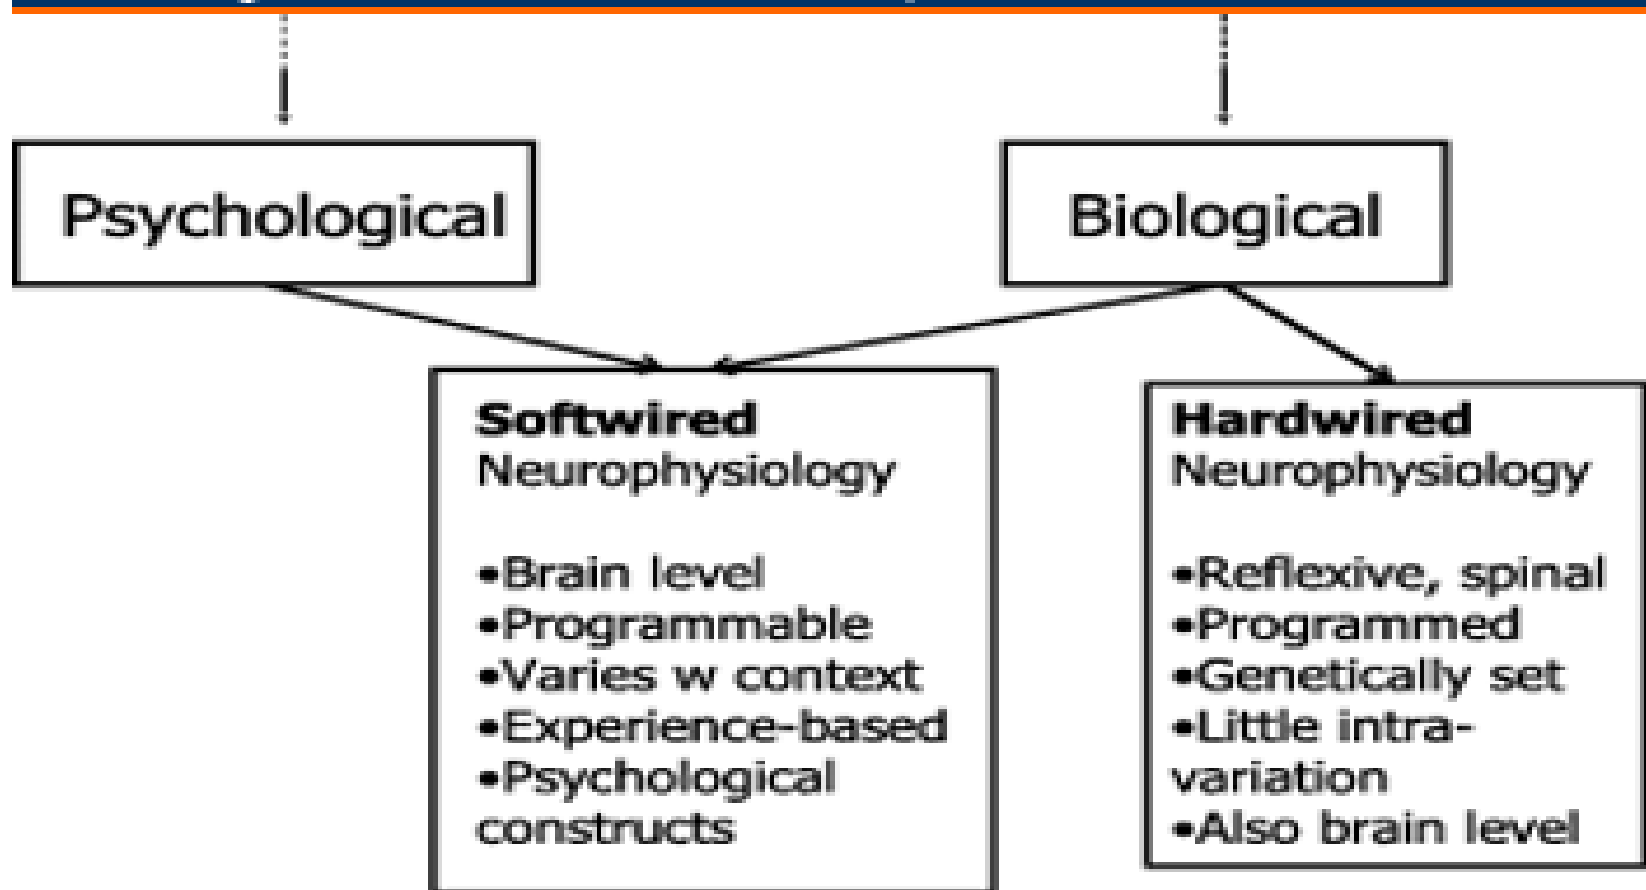 Psychological
Biological
Softwired
Neurophysiology
•Brain level
•Programmable
•Varies w context
•Experience-based
•Psychological
constructs
Hardwired
Neurophysiology
•Reflexive, spinal
•Programmed
•Genetically set
•Little intra-
variation
•Also brain level